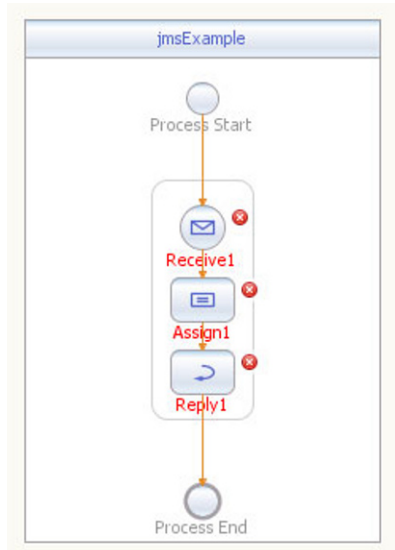 jmsExample
Process Start
Receive1
Assign1
Reply1
Process End